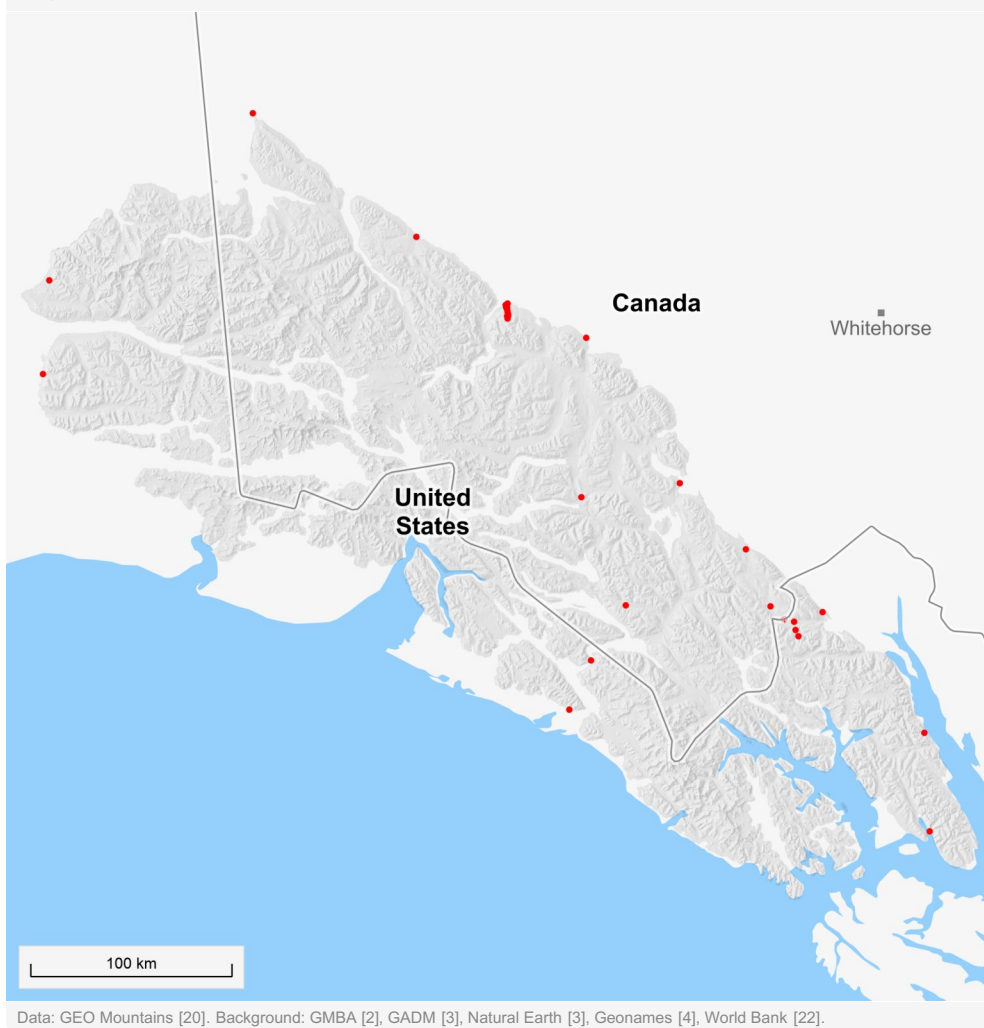 Canada
Whitehorse
United
States
100 km
Data: GEO Mountains [20]. Background: GMBA [2], GADM [3], Natural Earth [3], Geonames [4], World Bank [22].